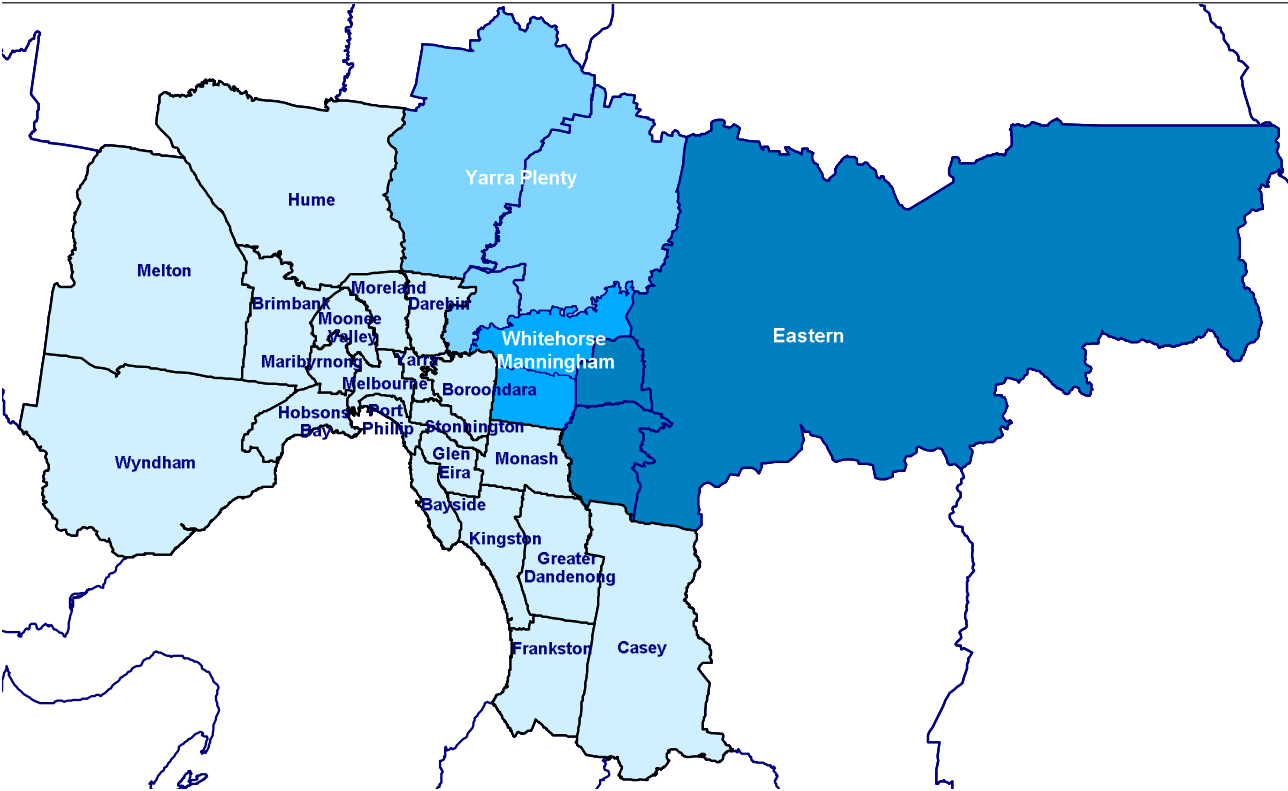 Yarra Plenty
Hume
Melton
Moreland
Brimbank
Darebin
Moonee
Valley
Whitehorse
Manningham
Eastern
Maribyrnong
Yarra
Melbourne
Boroondara
Hobsons
Bay
Port
Phillip
Stonnington
Glen
Eira
Monash
Wyndham
Bayside
Kingston
Greater
Dandenong
Frankston
Casey